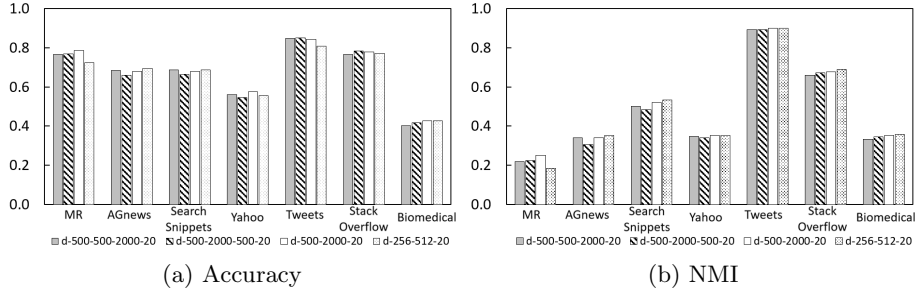 1.0
0.8
0.6
0.4
0.2
0.0
MR AGnews Search Snippets Yahoo Tweets Stack Overflow Biomedical
d-500-500-2000-20 d-500-2000-500-20 d-500-2000-20 d-256-512-20
(a) Accuracy
1.0
0.8
0.6
0.4
0.2
0.0
MR AGnews Search Snippets Yahoo Tweets Stack Overflow Biomedical
d-500-500-2000-20 d-500-2000-500-20 d-500-2000-20 d-256-512-20
(b) NMI